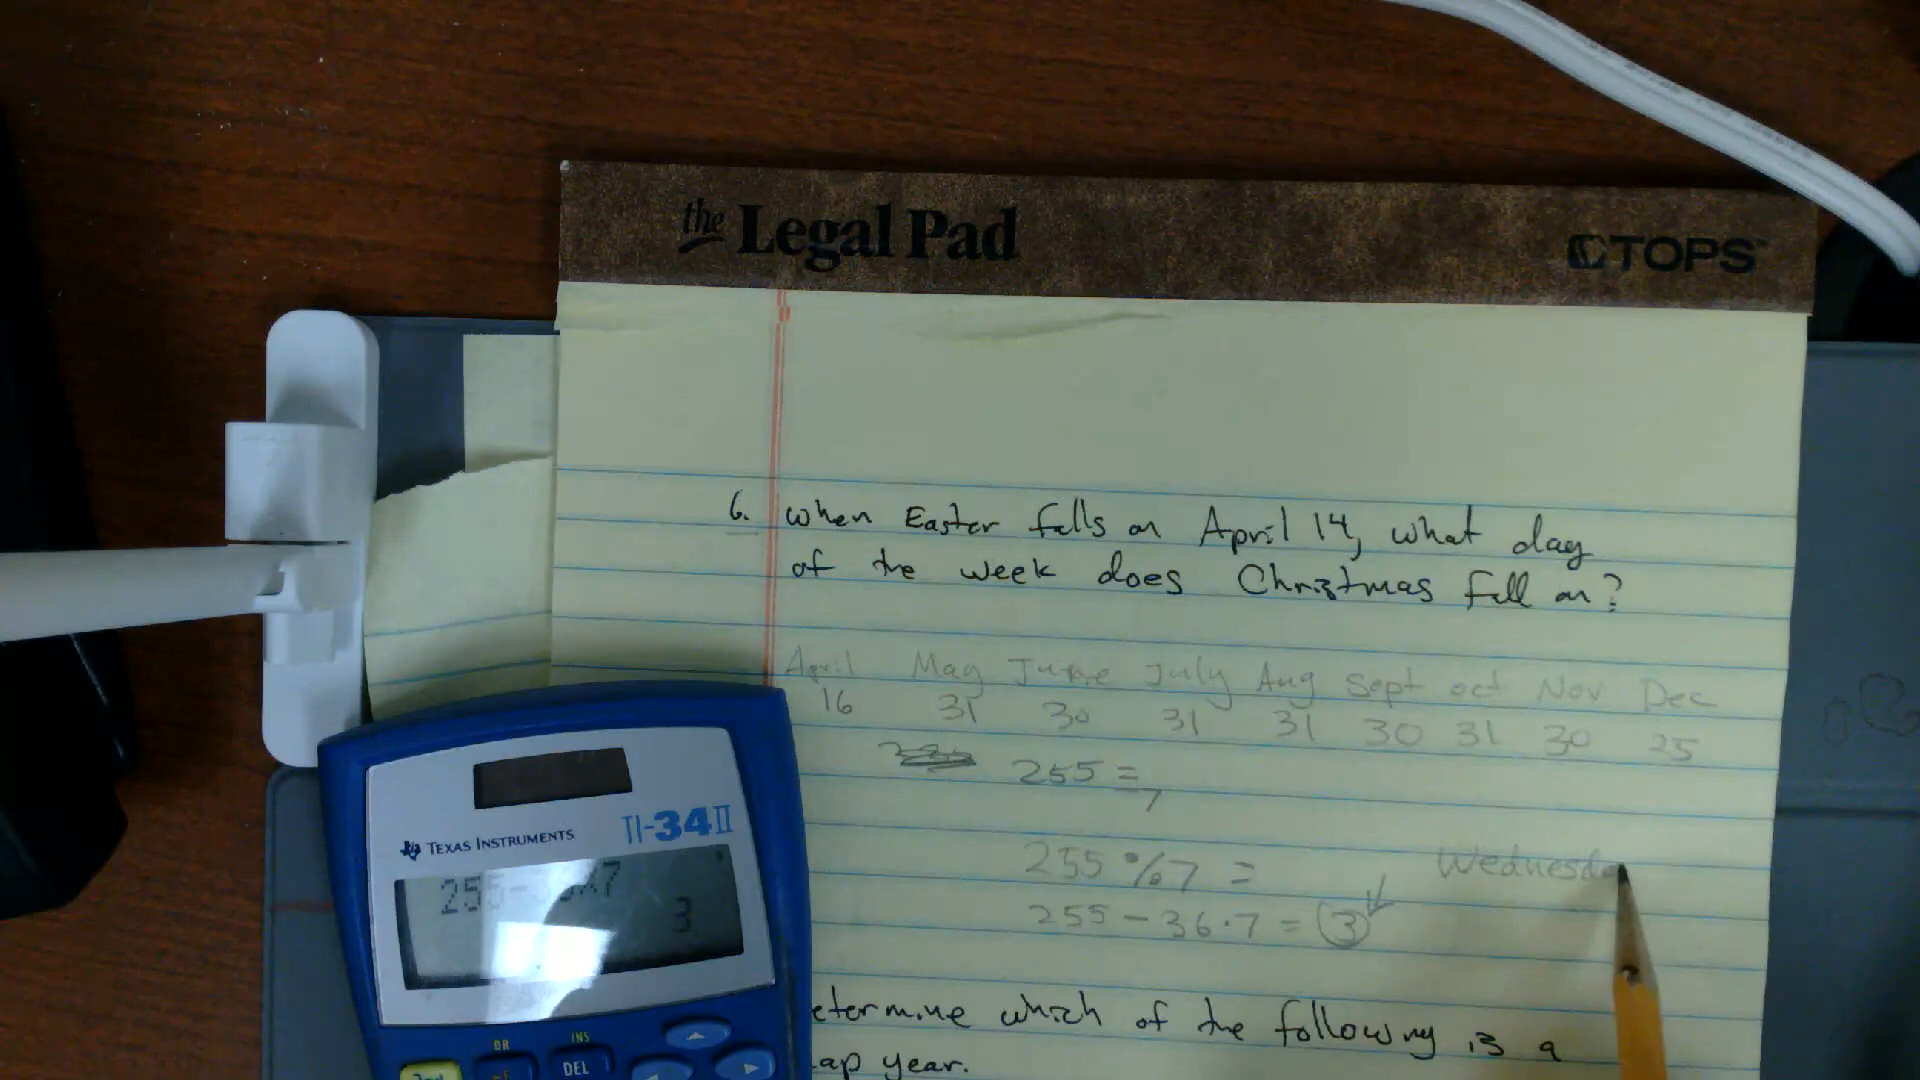 the Legal Pad
TOPS
6. When Easter falls on April 14, what day
of the week does Christmas fall on?
April May June July Aug Sept Oct Nov Dec
16 31 30 31 31 30 31 30 25
255 =
7
255 % 7 =
Wednesda
255 - 36·7 = 3
TEXAS INSTRUMENTS
TI-34 II
3
etermine which of the following is a
eap year.
INS
DEL